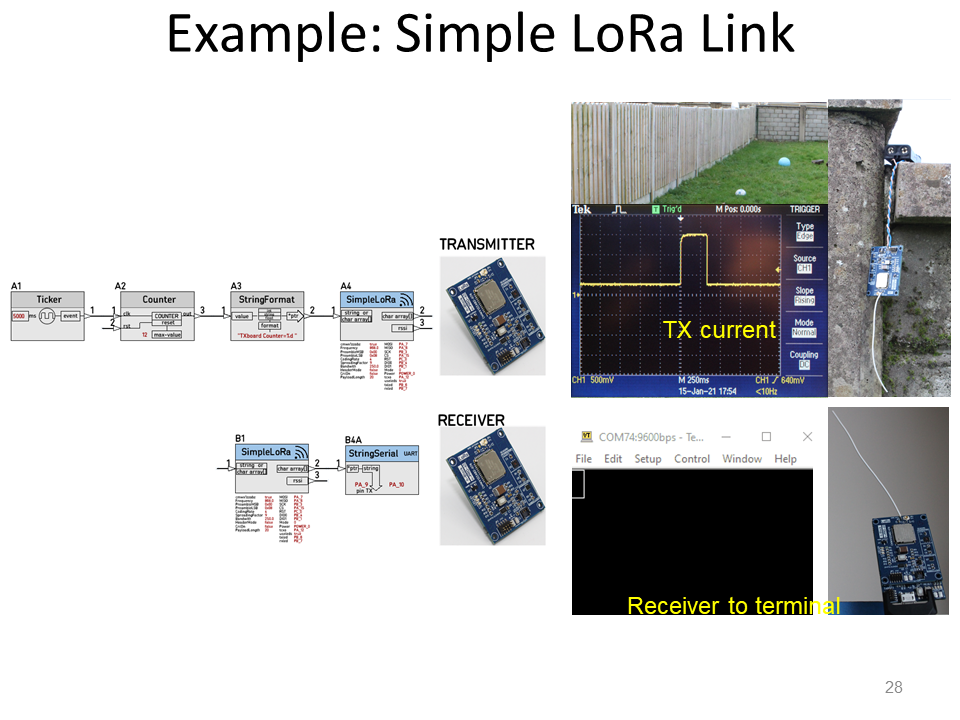 Example: Simple LoRa Link
TRANSMITTER
A1
Ticker
5000 ms
event
1
A2
Counter
clk
rst
2
COUNTER
reset
12 max-value
out
3
A3
StringFormat
value
format
*ptr
"TXboard Counter=%d"
2
A4
SimpleLoRa
1
string or
char array[]
char array[]
rssi
2
3
RECEIVER
B1
SimpleLoRa
1
string or
char array[]
char array[]
rssi
2
3
B4A
StringSerial UART
1
*ptr
string
PA_9
pin TX
PA_10
Tek
T Trig'd
M Pos: 0.000s
TRIGGER
Type
Edge
Source
CH1
Slope
Rising
Mode
Normal
Coupling
DC
1
TX current
CH1 500mV
M 250ms
CH1 / 640mV
15-Jan-21 17:54
<10Hz
COM74:9600bps - Te...
File Edit Setup Control Window Help
Receiver to terminal
28